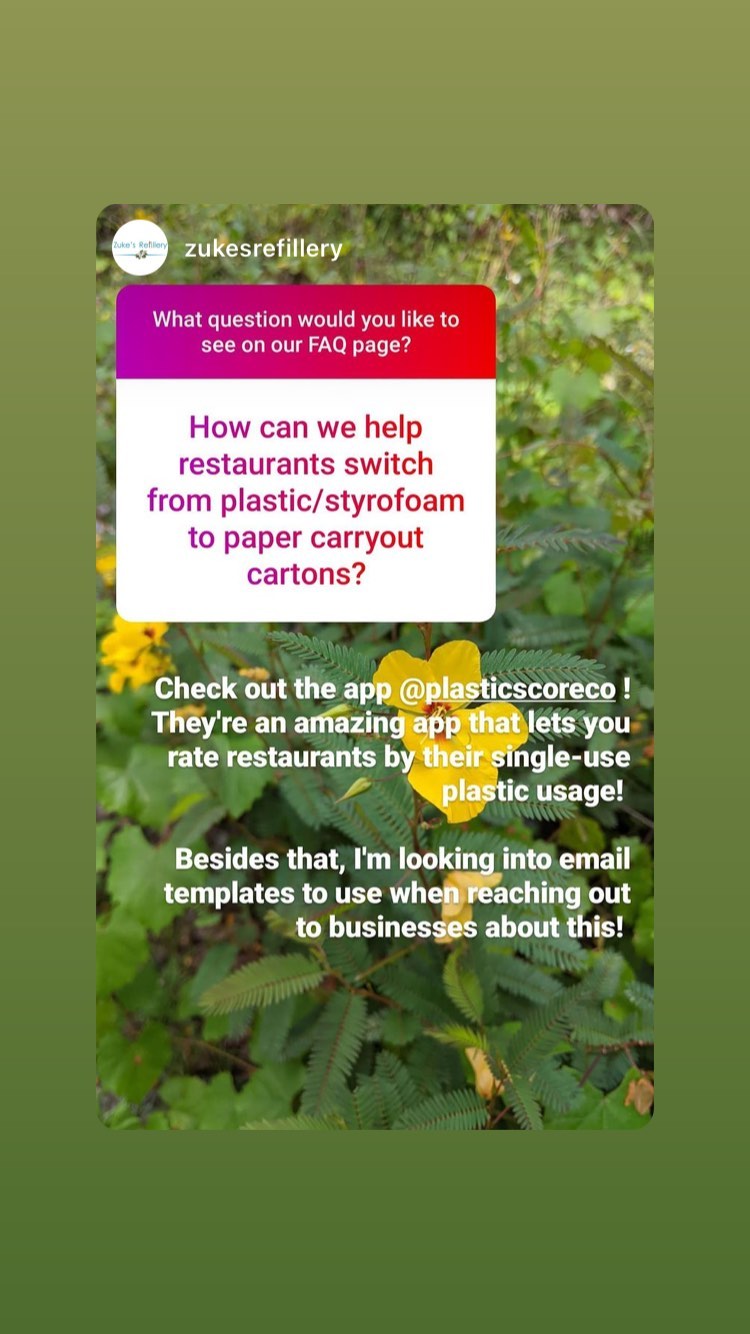 Zuke's Refillery
zukesrefillery
What question would you like to
see on our FAQ page?
How can we help
restaurants switch
from plastic/styrofoam
to paper carryout
cartons?
Check out the app @plasticscoreco !
They're an amazing app that lets you
rate restaurants by their single-use
plastic usage!
Besides that, I'm looking into email
templates to use when reaching out
to businesses about this!